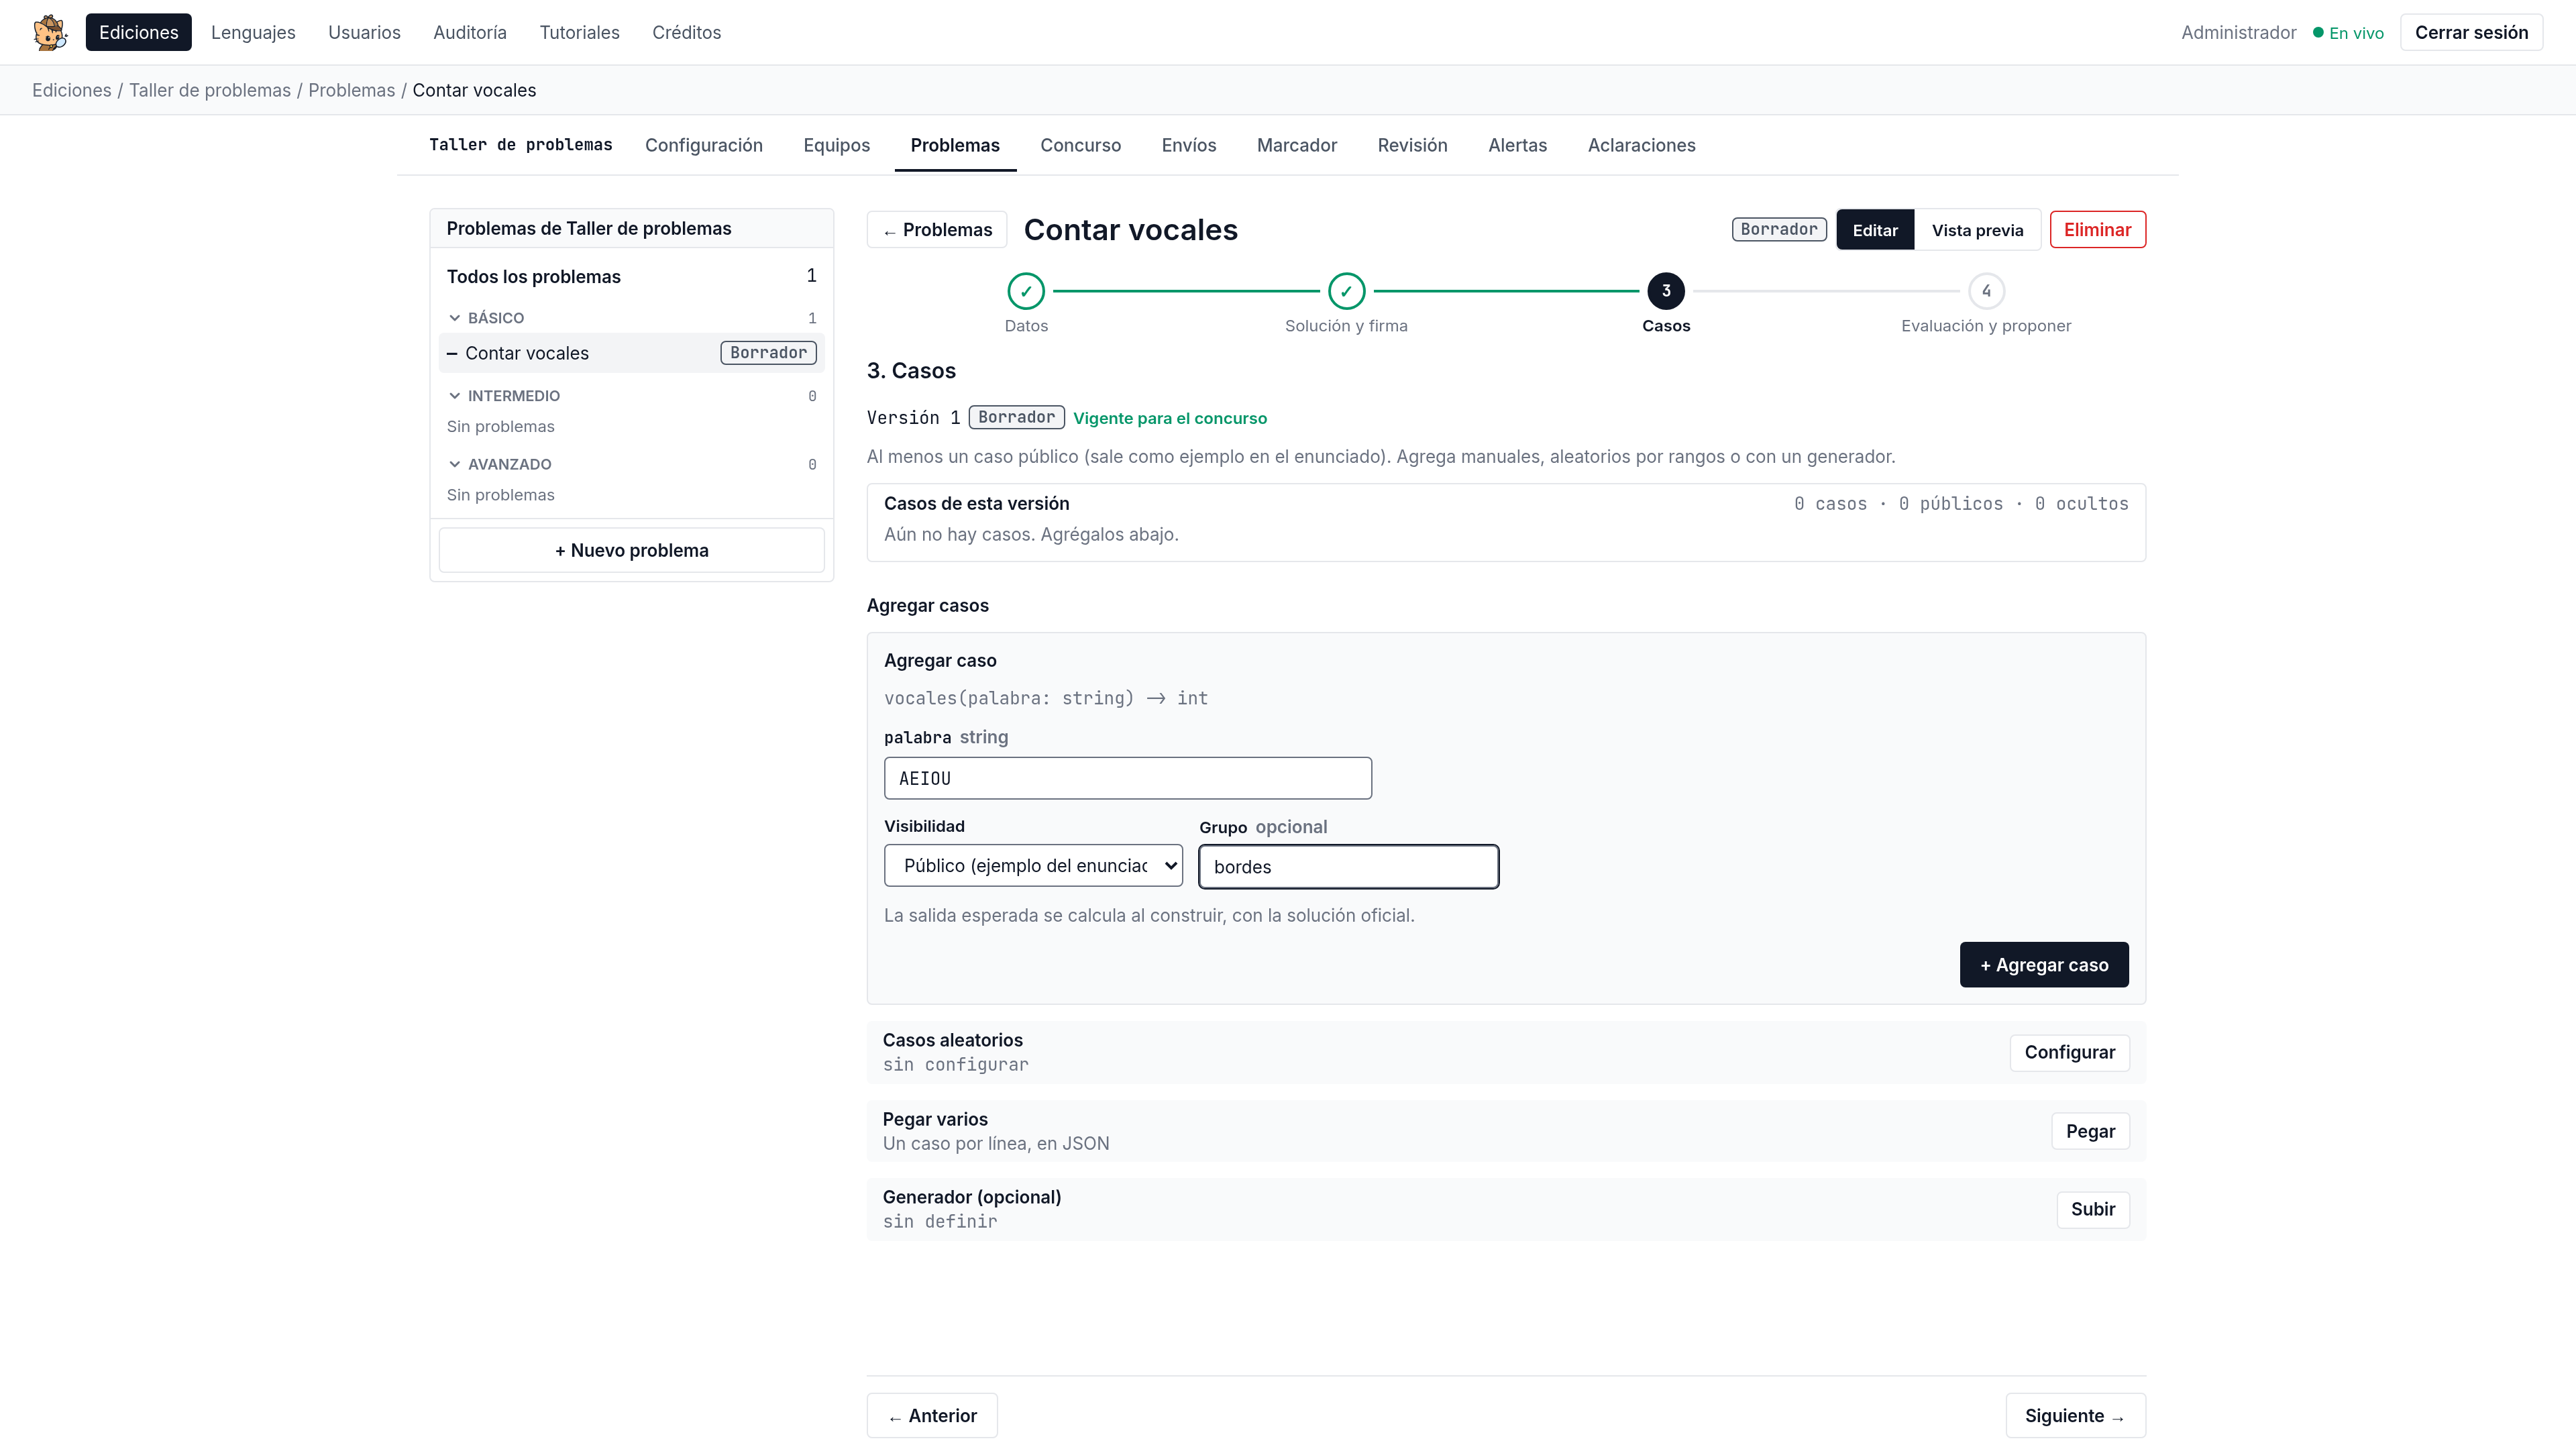 Ediciones Lenguajes Usuarios Auditoría Tutoriales Créditos Administrador En vivo Cerrar sesión
Ediciones / Taller de problemas / Problemas / Contar vocales
Taller de problemas Configuración Equipos Problemas Concurso Envíos Marcador Revisión Alertas Aclaraciones
Problemas de Taller de problemas
Todos los problemas 1
BÁSICO 1
– Contar vocales Borrador
INTERMEDIO 0
Sin problemas
AVANZADO 0
Sin problemas
+ Nuevo problema
← Problemas Contar vocales Borrador Editar Vista previa Eliminar
✓ ✓ 3 4
Datos Solución y firma Casos Evaluación y proponer
3. Casos
Versión 1 Borrador Vigente para el concurso
Al menos un caso público (sale como ejemplo en el enunciado). Agrega manuales, aleatorios por rangos o con un generador.
Casos de esta versión 0 casos · 0 públicos · 0 ocultos
Aún no hay casos. Agrégalos abajo.
Agregar casos
Agregar caso
vocales(palabra: string) → int
palabra string
AEIOU
Visibilidad Grupo opcional
Público (ejemplo del enunciac bordes
La salida esperada se calcula al construir, con la solución oficial.
+ Agregar caso
Casos aleatorios
sin configurar
Configurar
Pegar varios
Un caso por línea, en JSON
Pegar
Generador (opcional)
sin definir
Subir
← Anterior Siguiente →